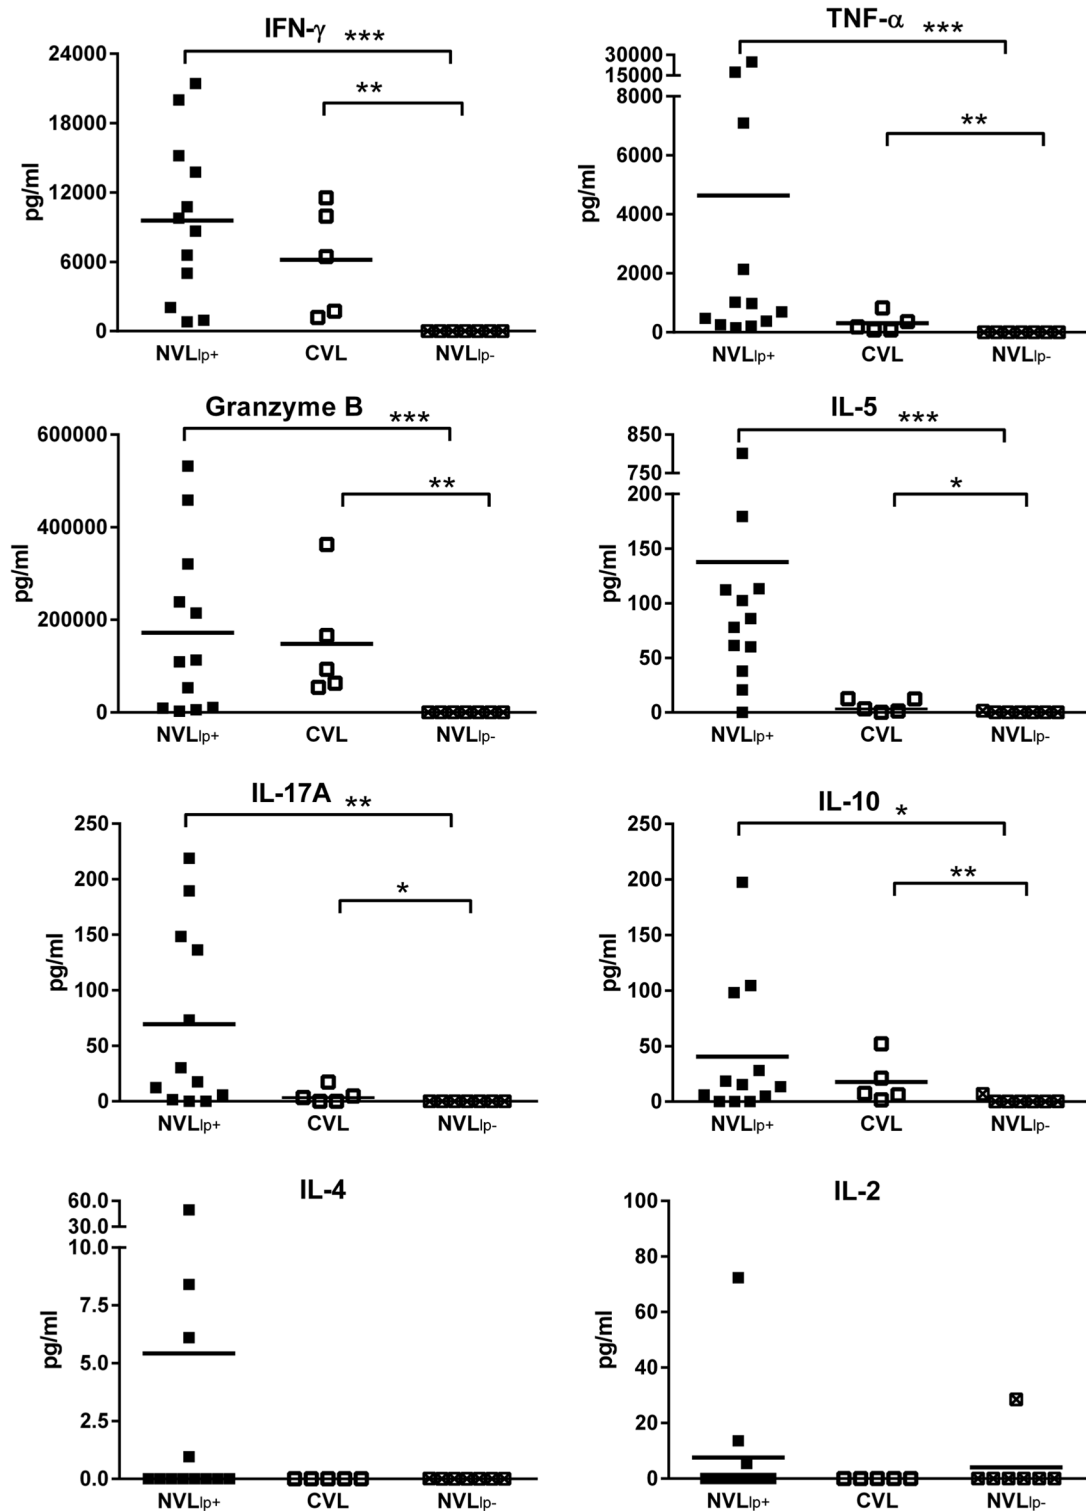 IFN-γ ***
24000
18000
12000
6000
0
pg/ml
**
NVLlp+ CVL NVLlp-
TNF-α ***
30000
15000
8000
6000
4000
2000
0
pg/ml
**
NVLlp+ CVL NVLlp-
Granzyme B ***
600000
400000
200000
0
pg/ml
**
NVLlp+ CVL NVLlp-
IL-5 ***
850
750
200
150
100
50
0
pg/ml
*
NVLlp+ CVL NVLlp-
IL-17A **
250
200
150
100
50
0
pg/ml
*
NVLlp+ CVL NVLlp-
IL-10 *
250
200
150
100
50
0
pg/ml
**
NVLlp+ CVL NVLlp-
IL-4
60.0
30.0
10.0
7.5
5.0
2.5
0.0
pg/ml
NVLlp+ CVL NVLlp-
IL-2
100
80
60
40
20
0
pg/ml
NVLlp+ CVL NVLlp-